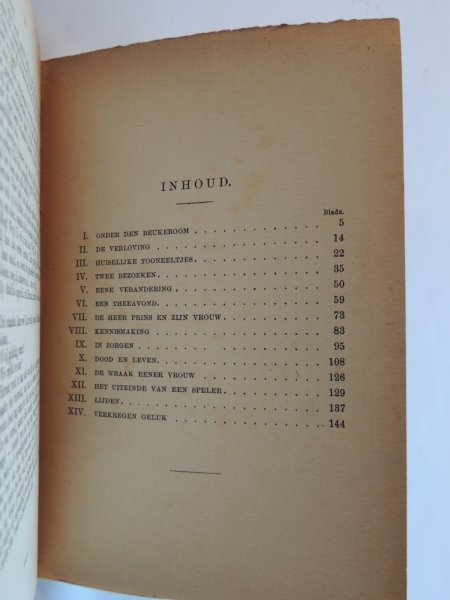 INHOUD.
Bladz.
I. ONDER DEN BEUKEBOOM . . . . . . . . . . . . 5
II. DE VERLOVING . . . . . . . . . . . . 14
III. HUISELIJKE TOONEELTJES. . . . . . . . . . . . 22
IV. TWEE BEZOEKEN. . . . . . . . . . . . 35
V. EENE VERANDERING . . . . . . . . . . . . 50
VI. EEN THEEAVOND. . . . . . . . . . . . 59
VII. DE HEER PRINS EN ZIJN VROUW . . . . . . . . . . . . 73
VIII. KENNISMAKING . . . . . . . . . . . . 83
IX. IN ZORGEN . . . . . . . . . . . . 95
X. DOOD EN LEVEN. . . . . . . . . . . . 108
XI. DE WRAAK EENER VROUW . . . . . . . . . . . . 126
XII. HET UITEINDE VAN EEN SPELER. . . . . . . . . . . . 129
XIII. LIJDEN. . . . . . . . . . . . 137
XIV. VERKREGEN GELUK . . . . . . . . . . . . 144